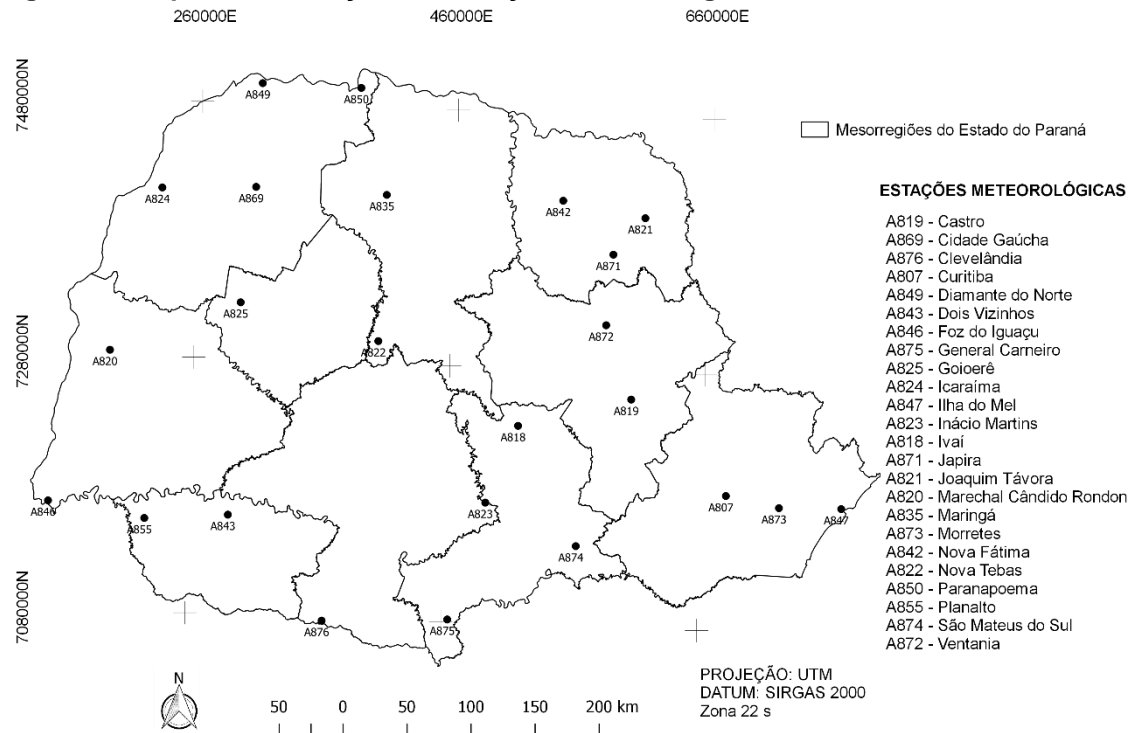 260000E
460000E
660000E
7480000N
7280000N
7080000N
A849
A850
A824
A869
A835
A842
A821
A871
A825
A822
A872
A820
A819
A818
A846
A855
A843
A823
A807
A873
A847
A874
A876
A875
Mesorregiões do Estado do Paraná
ESTAÇÕES METEOROLÓGICAS
A819 - Castro
A869 - Cidade Gaúcha
A876 - Clevelândia
A807 - Curitiba
A849 - Diamante do Norte
A843 - Dois Vizinhos
A846 - Foz do Iguaçu
A875 - General Carneiro
A825 - Goioerê
A824 - Icaraíma
A847 - Ilha do Mel
A823 - Inácio Martins
A818 - Ivaí
A871 - Japira
A821 - Joaquim Távora
A820 - Marechal Cândido Rondon
A835 - Maringá
A873 - Morretes
A842 - Nova Fátima
A822 - Nova Tebas
A850 - Paranapoema
A855 - Planalto
A874 - São Mateus do Sul
A872 - Ventania
PROJEÇÃO: UTM
DATUM: SIRGAS 2000
Zona 22 s
N
50 0 50 100 150 200 km